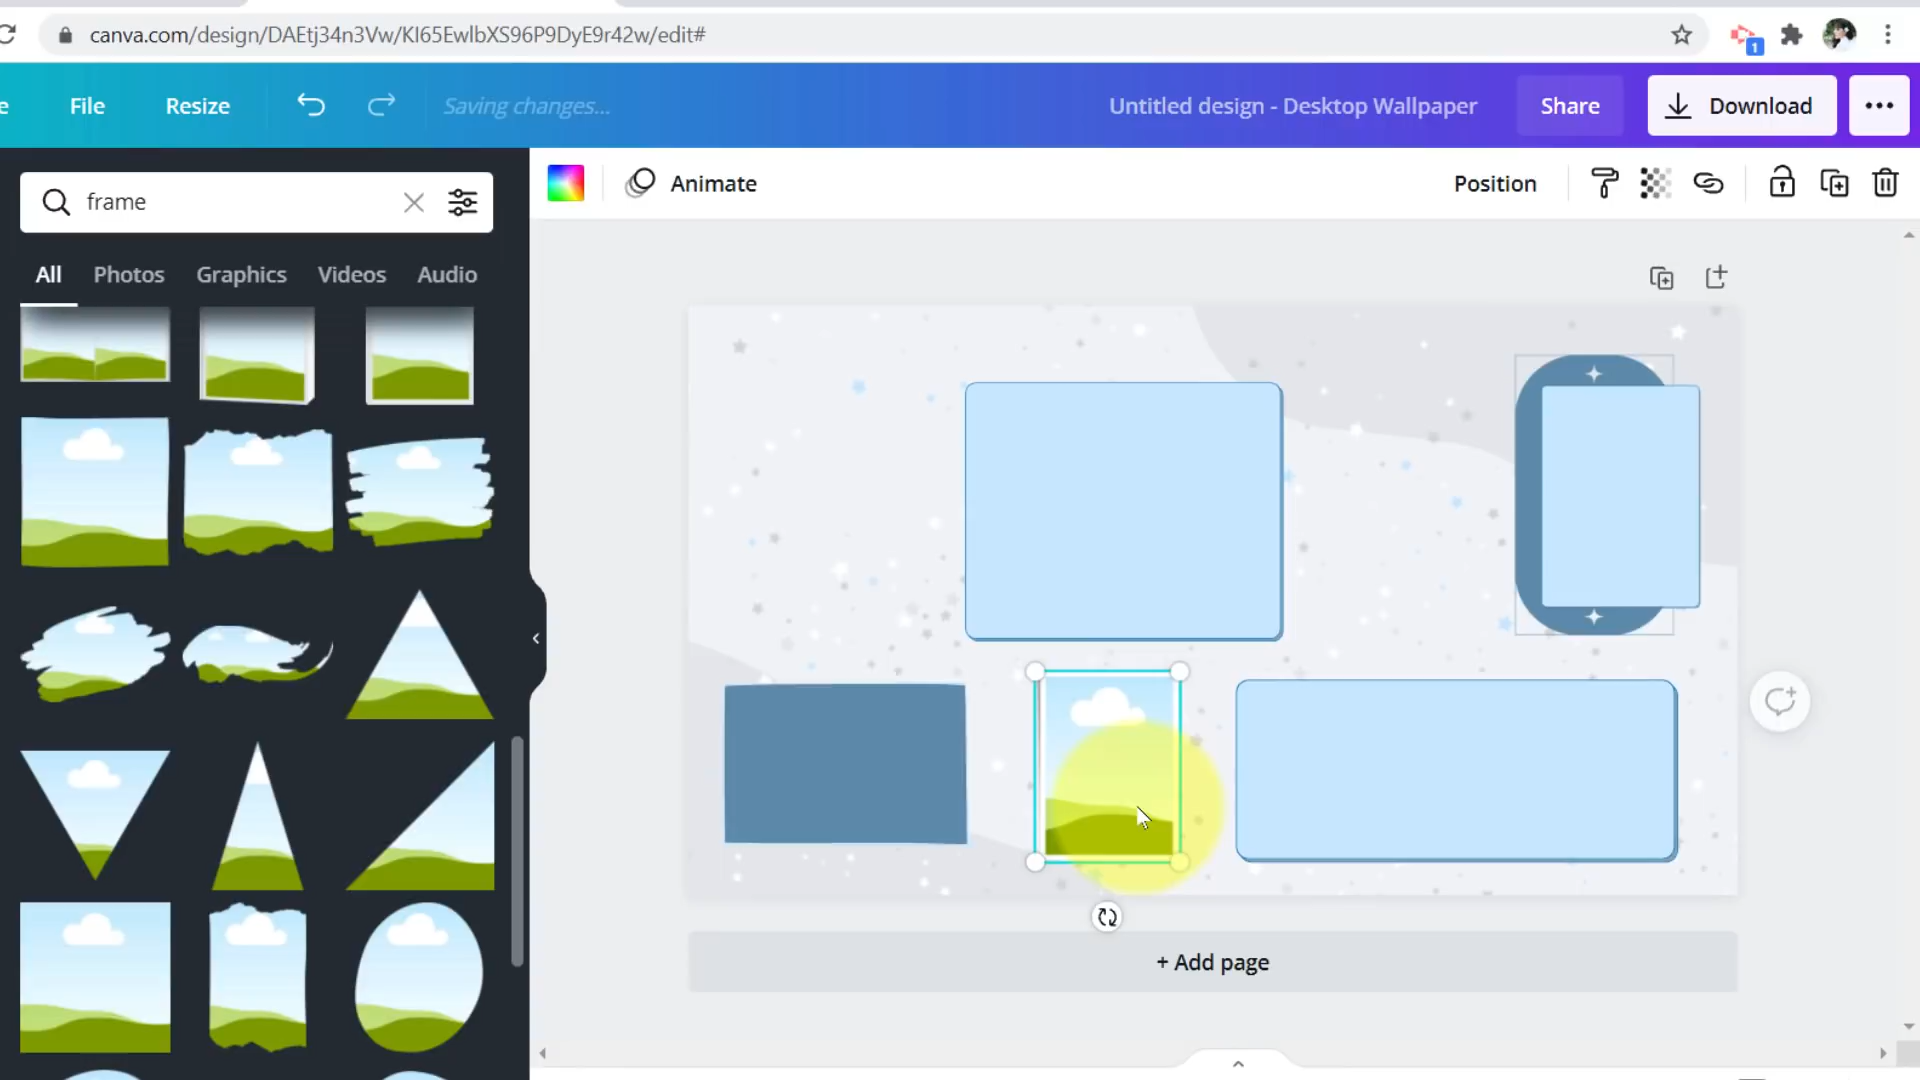 canva.com/design/DAEtj34n3Vw/KI65EwlbXS96P9DyE9r42w/edit#
1
e File Resize Saving changes... Untitled design - Desktop Wallpaper Share Download
frame
Animate Position
All Photos Graphics Videos Audio
+ Add page